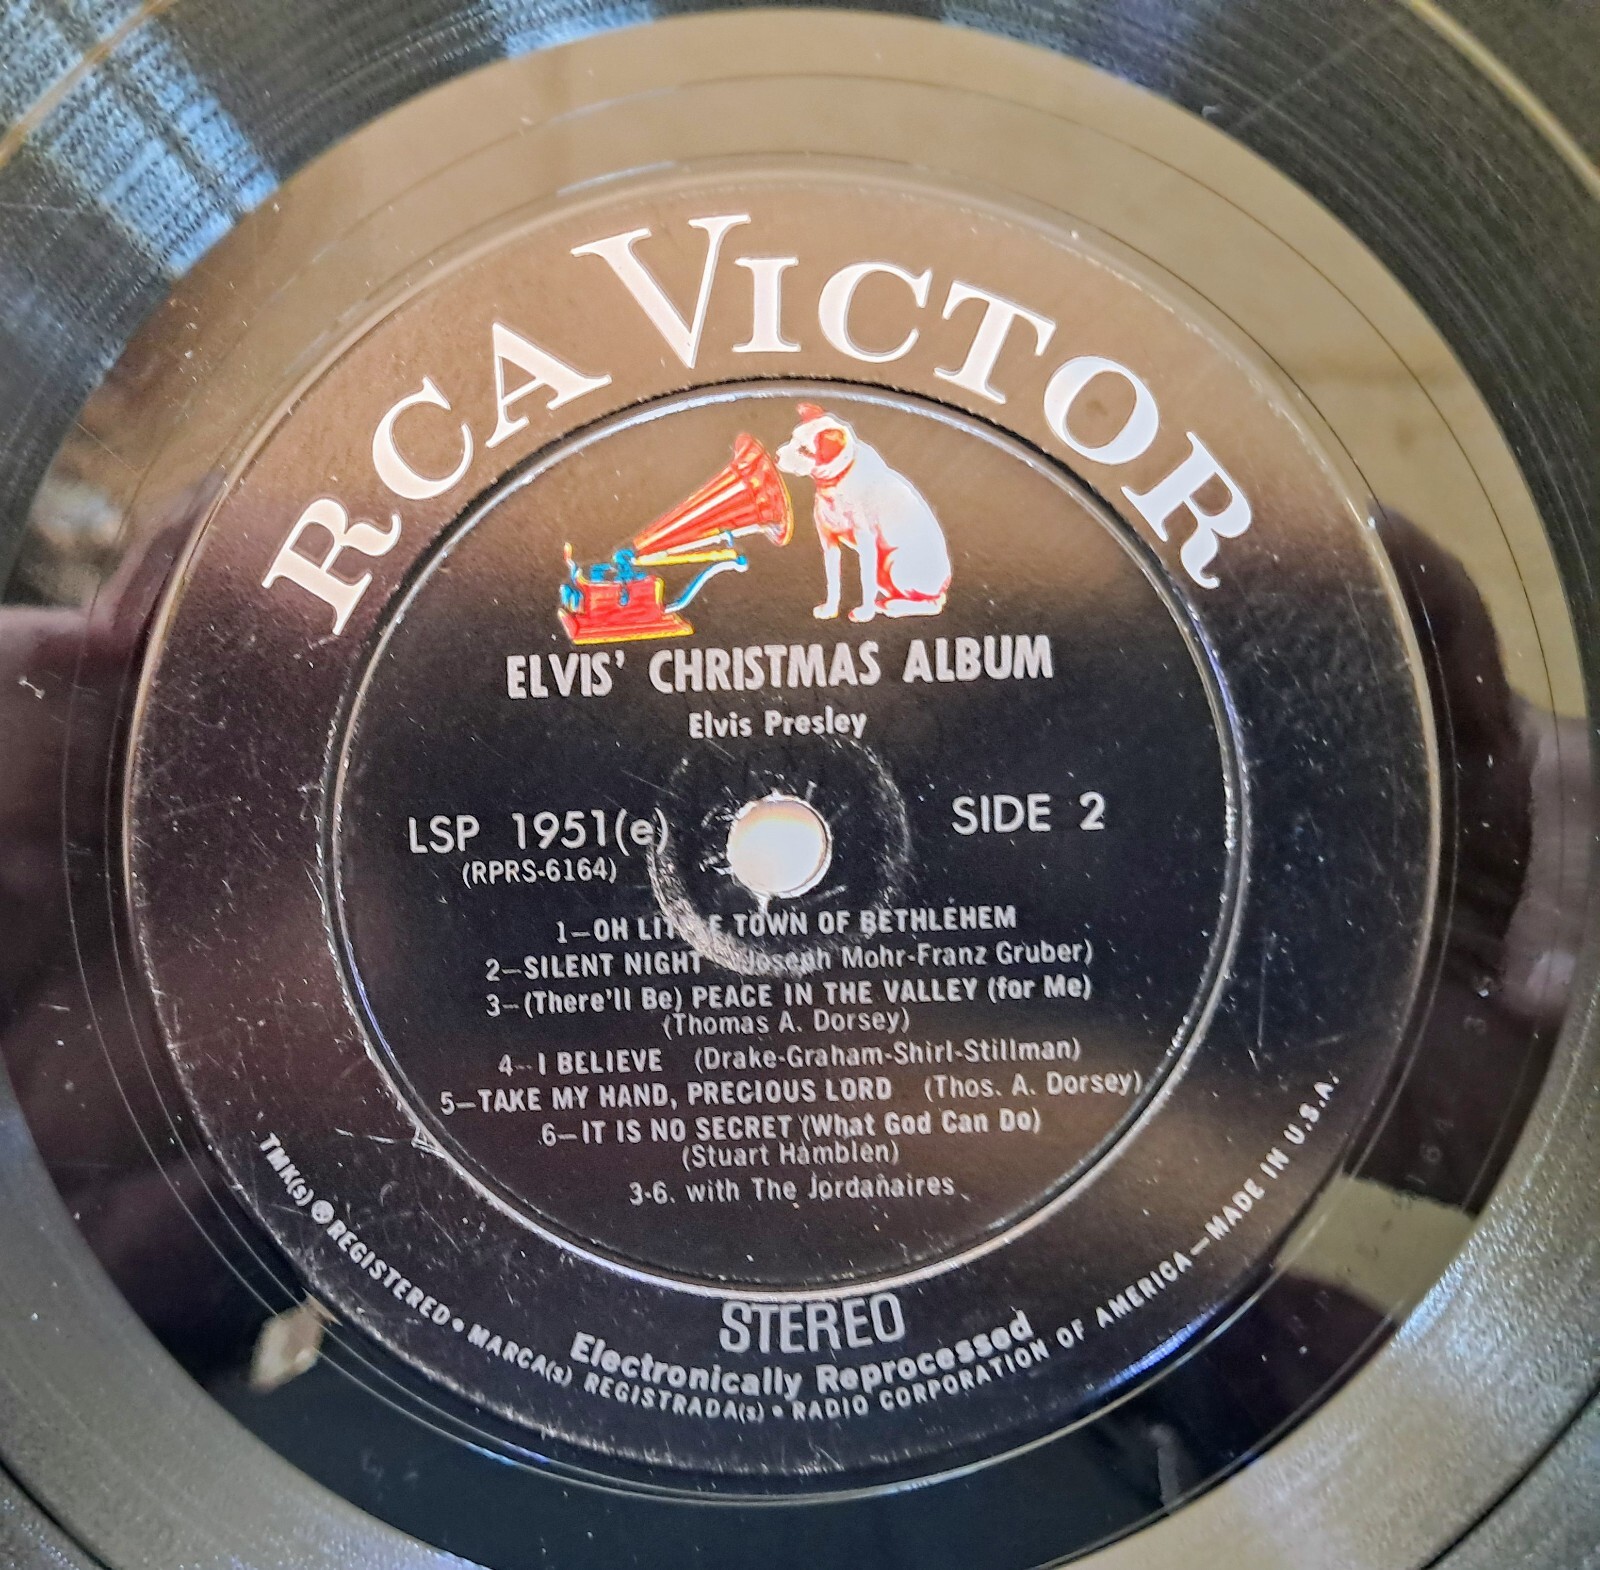 RCA VICTOR
ELVIS' CHRISTMAS ALBUM
Elvis Presley
LSP 1951(e)
(RPRS-6164)
SIDE 2
1—OH LITTLE TOWN OF BETHLEHEM
2—SILENT NIGHT (Joseph Mohr-Franz Gruber)
3—(There'll Be) PEACE IN THE VALLEY (for Me)
(Thomas A. Dorsey)
4—I BELIEVE (Drake-Graham-Shirl-Stillman)
5—TAKE MY HAND, PRECIOUS LORD (Thos. A. Dorsey)
6—IT IS NO SECRET (What God Can Do)
(Stuart Hamblen)
3-6. with The Jordanaires
STEREO
Electronically Reprocessed
TMK(s) ® REGISTERED • MARCA(s) REGISTRADA(s) • RADIO CORPORATION OF AMERICA—MADE IN U.S.A.